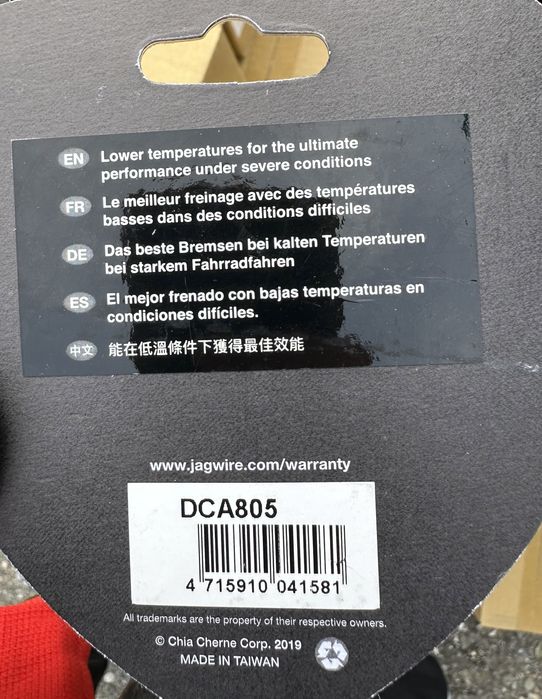 EN Lower temperatures for the ultimate
performance under severe conditions
FR Le meilleur freinage avec des températures
basses dans des conditions difficiles
DE Das beste Bremsen bei kalten Temperaturen
bei starkem Fahrradfahren
ES El mejor frenado con bajas temperaturas en
condiciones difíciles.
中文 能在低溫條件下獲得最佳效能
www.jagwire.com/warranty
DCA805
4 715910 041581
All trademarks are the property of their respective owners.
© Chia Cherne Corp. 2019
MADE IN TAIWAN